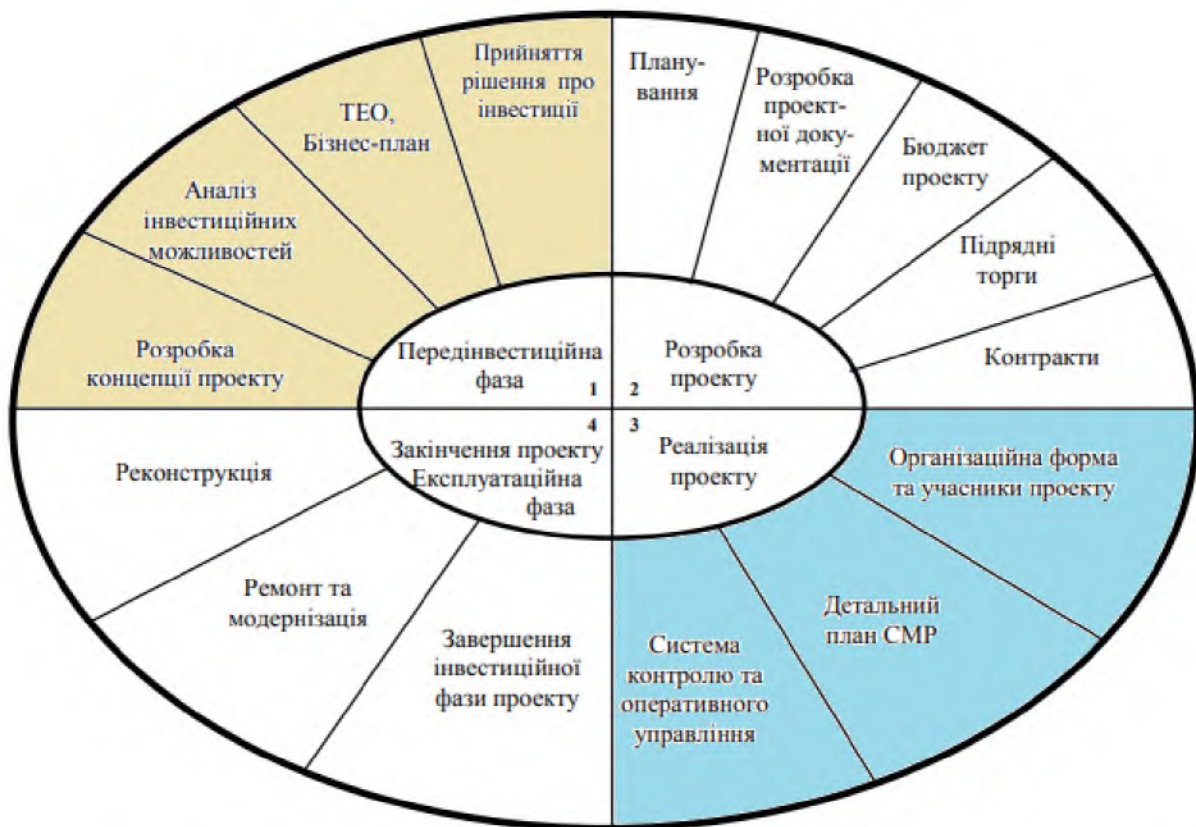 Прийняття
рішення про
інвестиції
ТЕО,
Бізнес-план
Аналіз
інвестиційних
можливостей
Розробка
концепції проекту
Плану-
вання
Розробка
проект-
ної доку-
ментації
Бюджет
проекту
Підрядні
торги
Контракти
Передінвестиційна
фаза
1
2
Розробка
проекту
4
Закінчення проекту
Експлуатаційна
фаза
3
Реалізація
проекту
Організаційна форма
та учасники проекту
Детальний
план СМР
Система
контролю та
оперативного
управління
Завершення
інвестиційної
фази проекту
Ремонт та
модернізація
Реконструкція